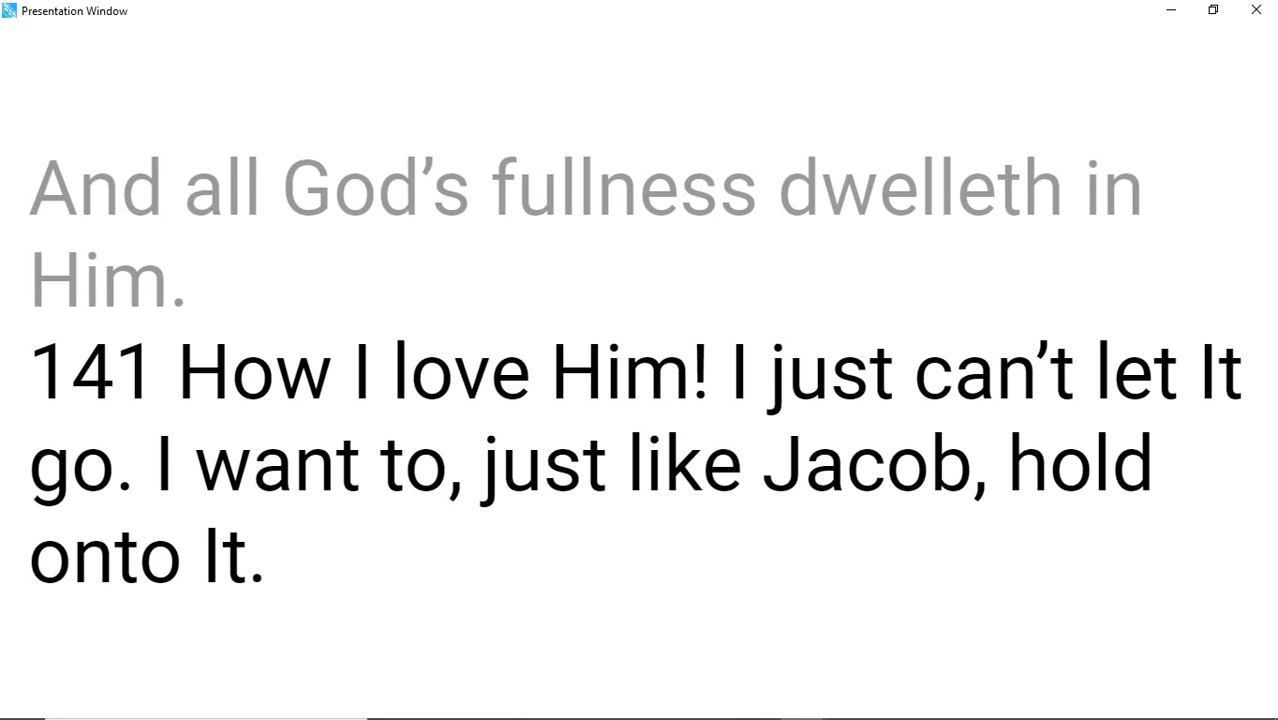 Presentation Window
And all God’s fullness dwelleth in
Him.
141 How I love Him! I just can’t let It
go. I want to, just like Jacob, hold
onto It.